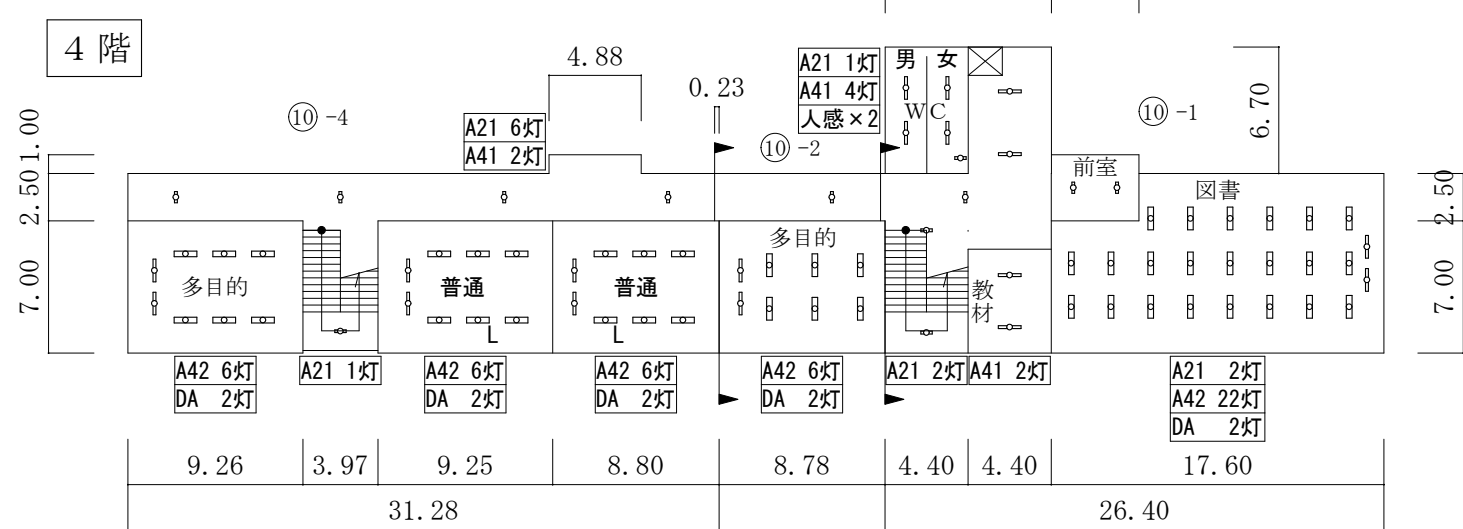 4 階
4.88
0.23
A21 1灯
A41 4灯
人感×2
男 女
WC
⑩-4
A21 6灯
A41 2灯
⑩-2
⑩-1
6.70
1.00
2.50
7.00
前室
図書
2.50
7.00
多目的
普通
L
普通
L
多目的
教材
A42 6灯
DA 2灯
A21 1灯
A42 6灯
DA 2灯
A42 6灯
DA 2灯
A42 6灯
DA 2灯
A21 2灯
A41 2灯
A21 2灯
A42 22灯
DA 2灯
9.26
3.97
9.25
8.80
8.78
4.40
4.40
17.60
31.28
26.40